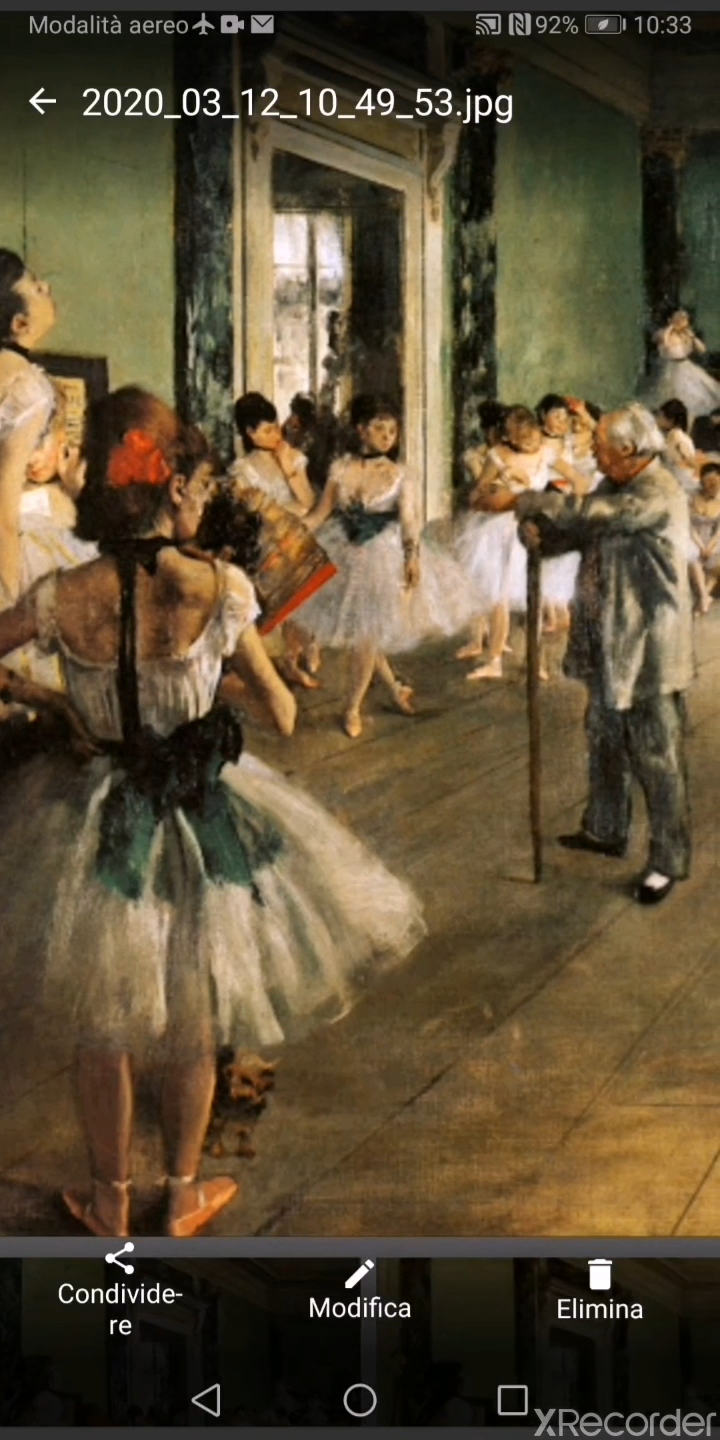 Modalità aereo 92% 10:33
2020_03_12_10_49_53.jpg
Condivide-
re
Modifica
Elimina
XRecorder